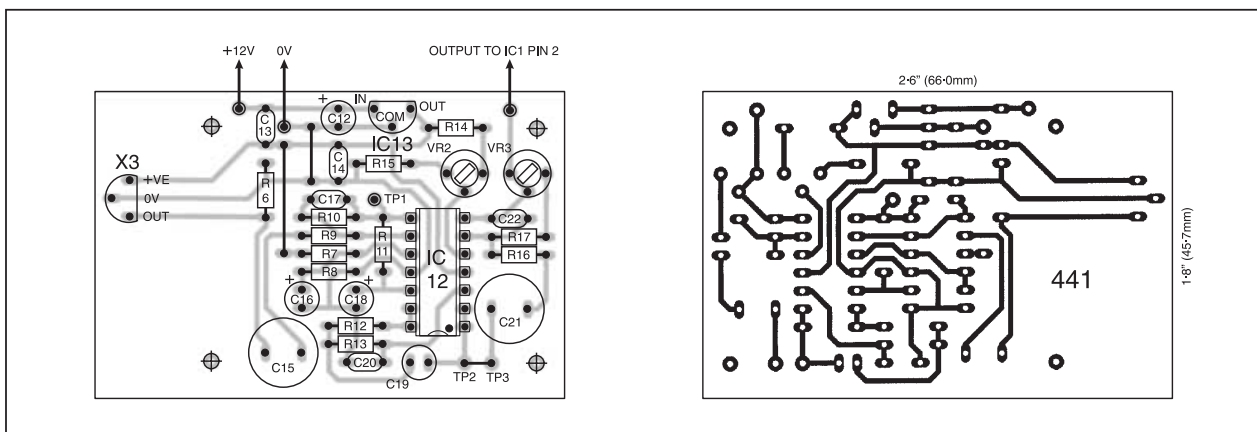 +12V 0V OUTPUT TO IC1 PIN 2
+ IN OUT
C 13 C12 COM
IC13 R14
X3 C 14 R15 VR2 VR3
+VE
0V R 6
OUT
C17 TP1
R10 C22
R9 R 11 R17
R7 IC 12 R16
R8
+ +
C16 C18
R12 C21
R13
C15 C20
C19 TP2 TP3
2·6" (66·0mm)
1·8" (45·7mm)
441